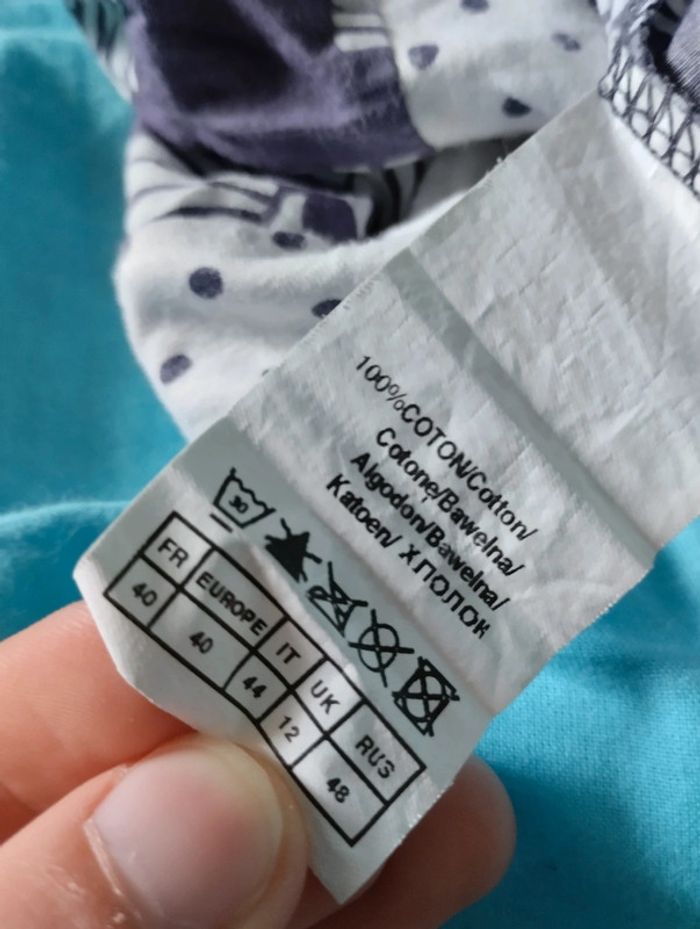 100%COTON/Cotton/
Cotone/Bawelna/
Algodon/Bawelna/
Katoen/ ХЛОПОК
30
FR EUROPE IT UK RUS
40 40 44 12 48